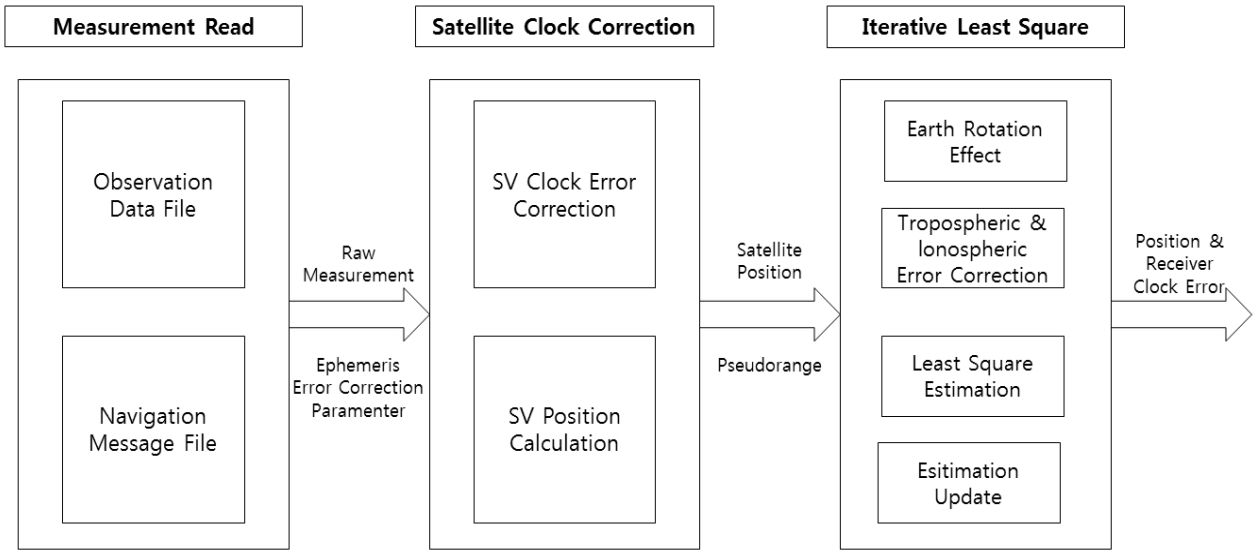 Measurement Read
Satellite Clock Correction
Iterative Least Square
Observation
Data File
Navigation
Message File
Raw
Measurement
Ephemeris
Error Correction
Paramenter
SV Clock Error
Correction
SV Position
Calculation
Satellite
Position
Pseudorange
Earth Rotation
Effect
Tropospheric &
Ionospheric
Error Correction
Least Square
Estimation
Esitimation
Update
Position &
Receiver
Clock Error